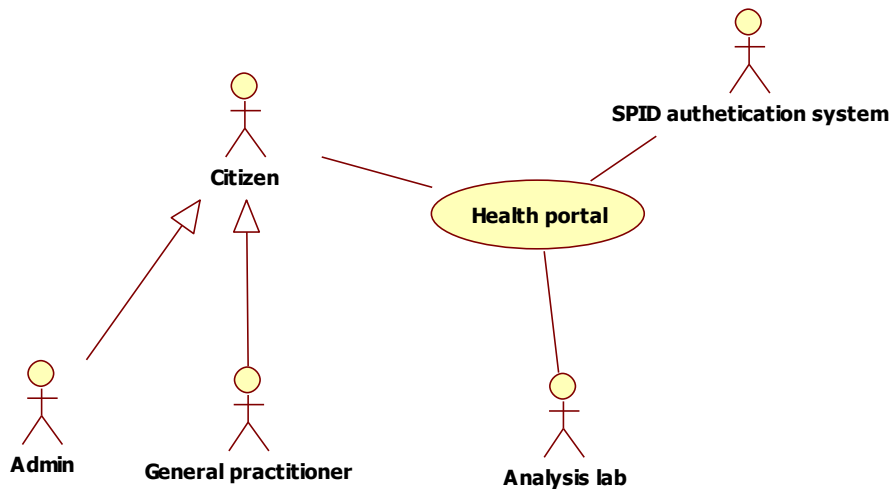 SPID authetication system
Citizen
Health portal
Admin
General practitioner
Analysis lab